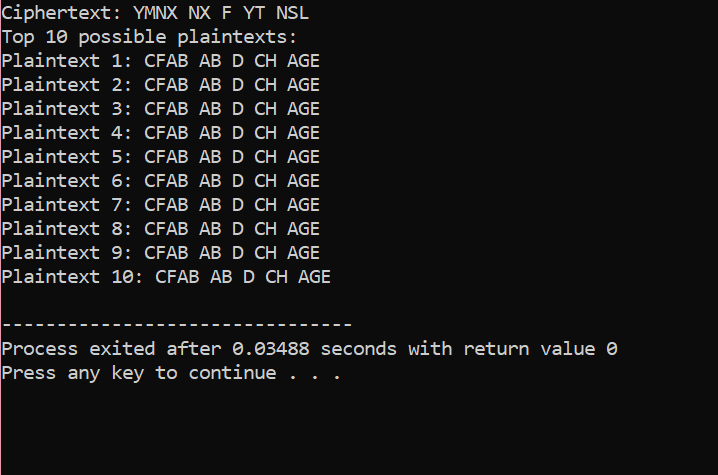 Ciphertext: YMNX NX F YT NSL
Top 10 possible plaintexts:
Plaintext 1: CFAB AB D CH AGE
Plaintext 2: CFAB AB D CH AGE
Plaintext 3: CFAB AB D CH AGE
Plaintext 4: CFAB AB D CH AGE
Plaintext 5: CFAB AB D CH AGE
Plaintext 6: CFAB AB D CH AGE
Plaintext 7: CFAB AB D CH AGE
Plaintext 8: CFAB AB D CH AGE
Plaintext 9: CFAB AB D CH AGE
Plaintext 10: CFAB AB D CH AGE
--------------------------------
Process exited after 0.03488 seconds with return value 0
Press any key to continue . . .